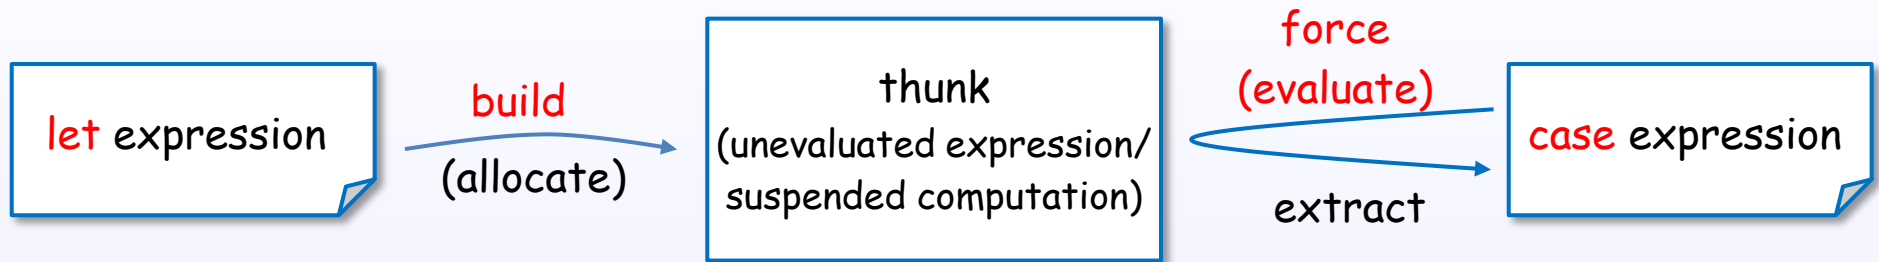 let expression
build
(allocate)
thunk
(unevaluated expression/
suspended computation)
force
(evaluate)
extract
case expression